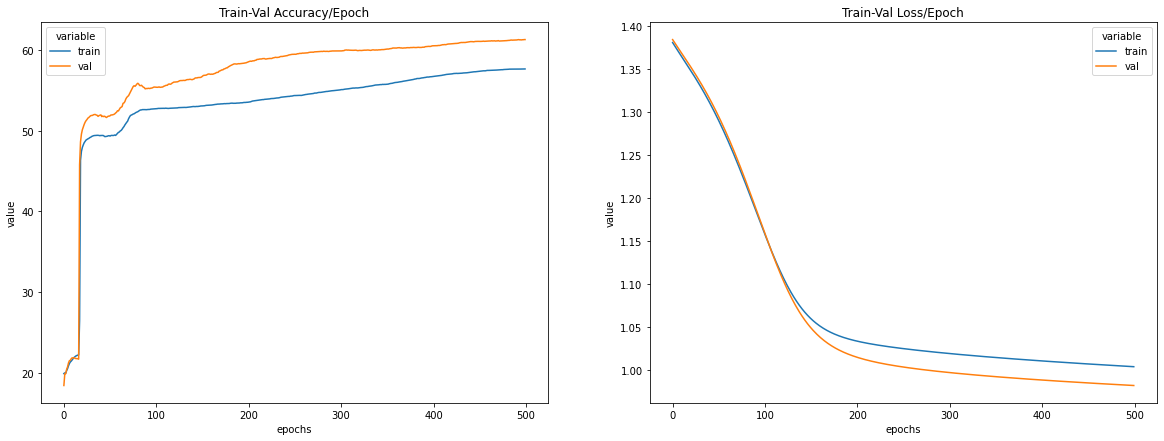 Train-Val Accuracy/Epoch
variable
train
val
60
50
40
30
20
value
0
100
200
300
400
500
epochs
Train-Val Loss/Epoch
variable
train
val
1.40
1.35
1.30
1.25
1.20
1.15
1.10
1.05
1.00
value
0
100
200
300
400
500
epochs